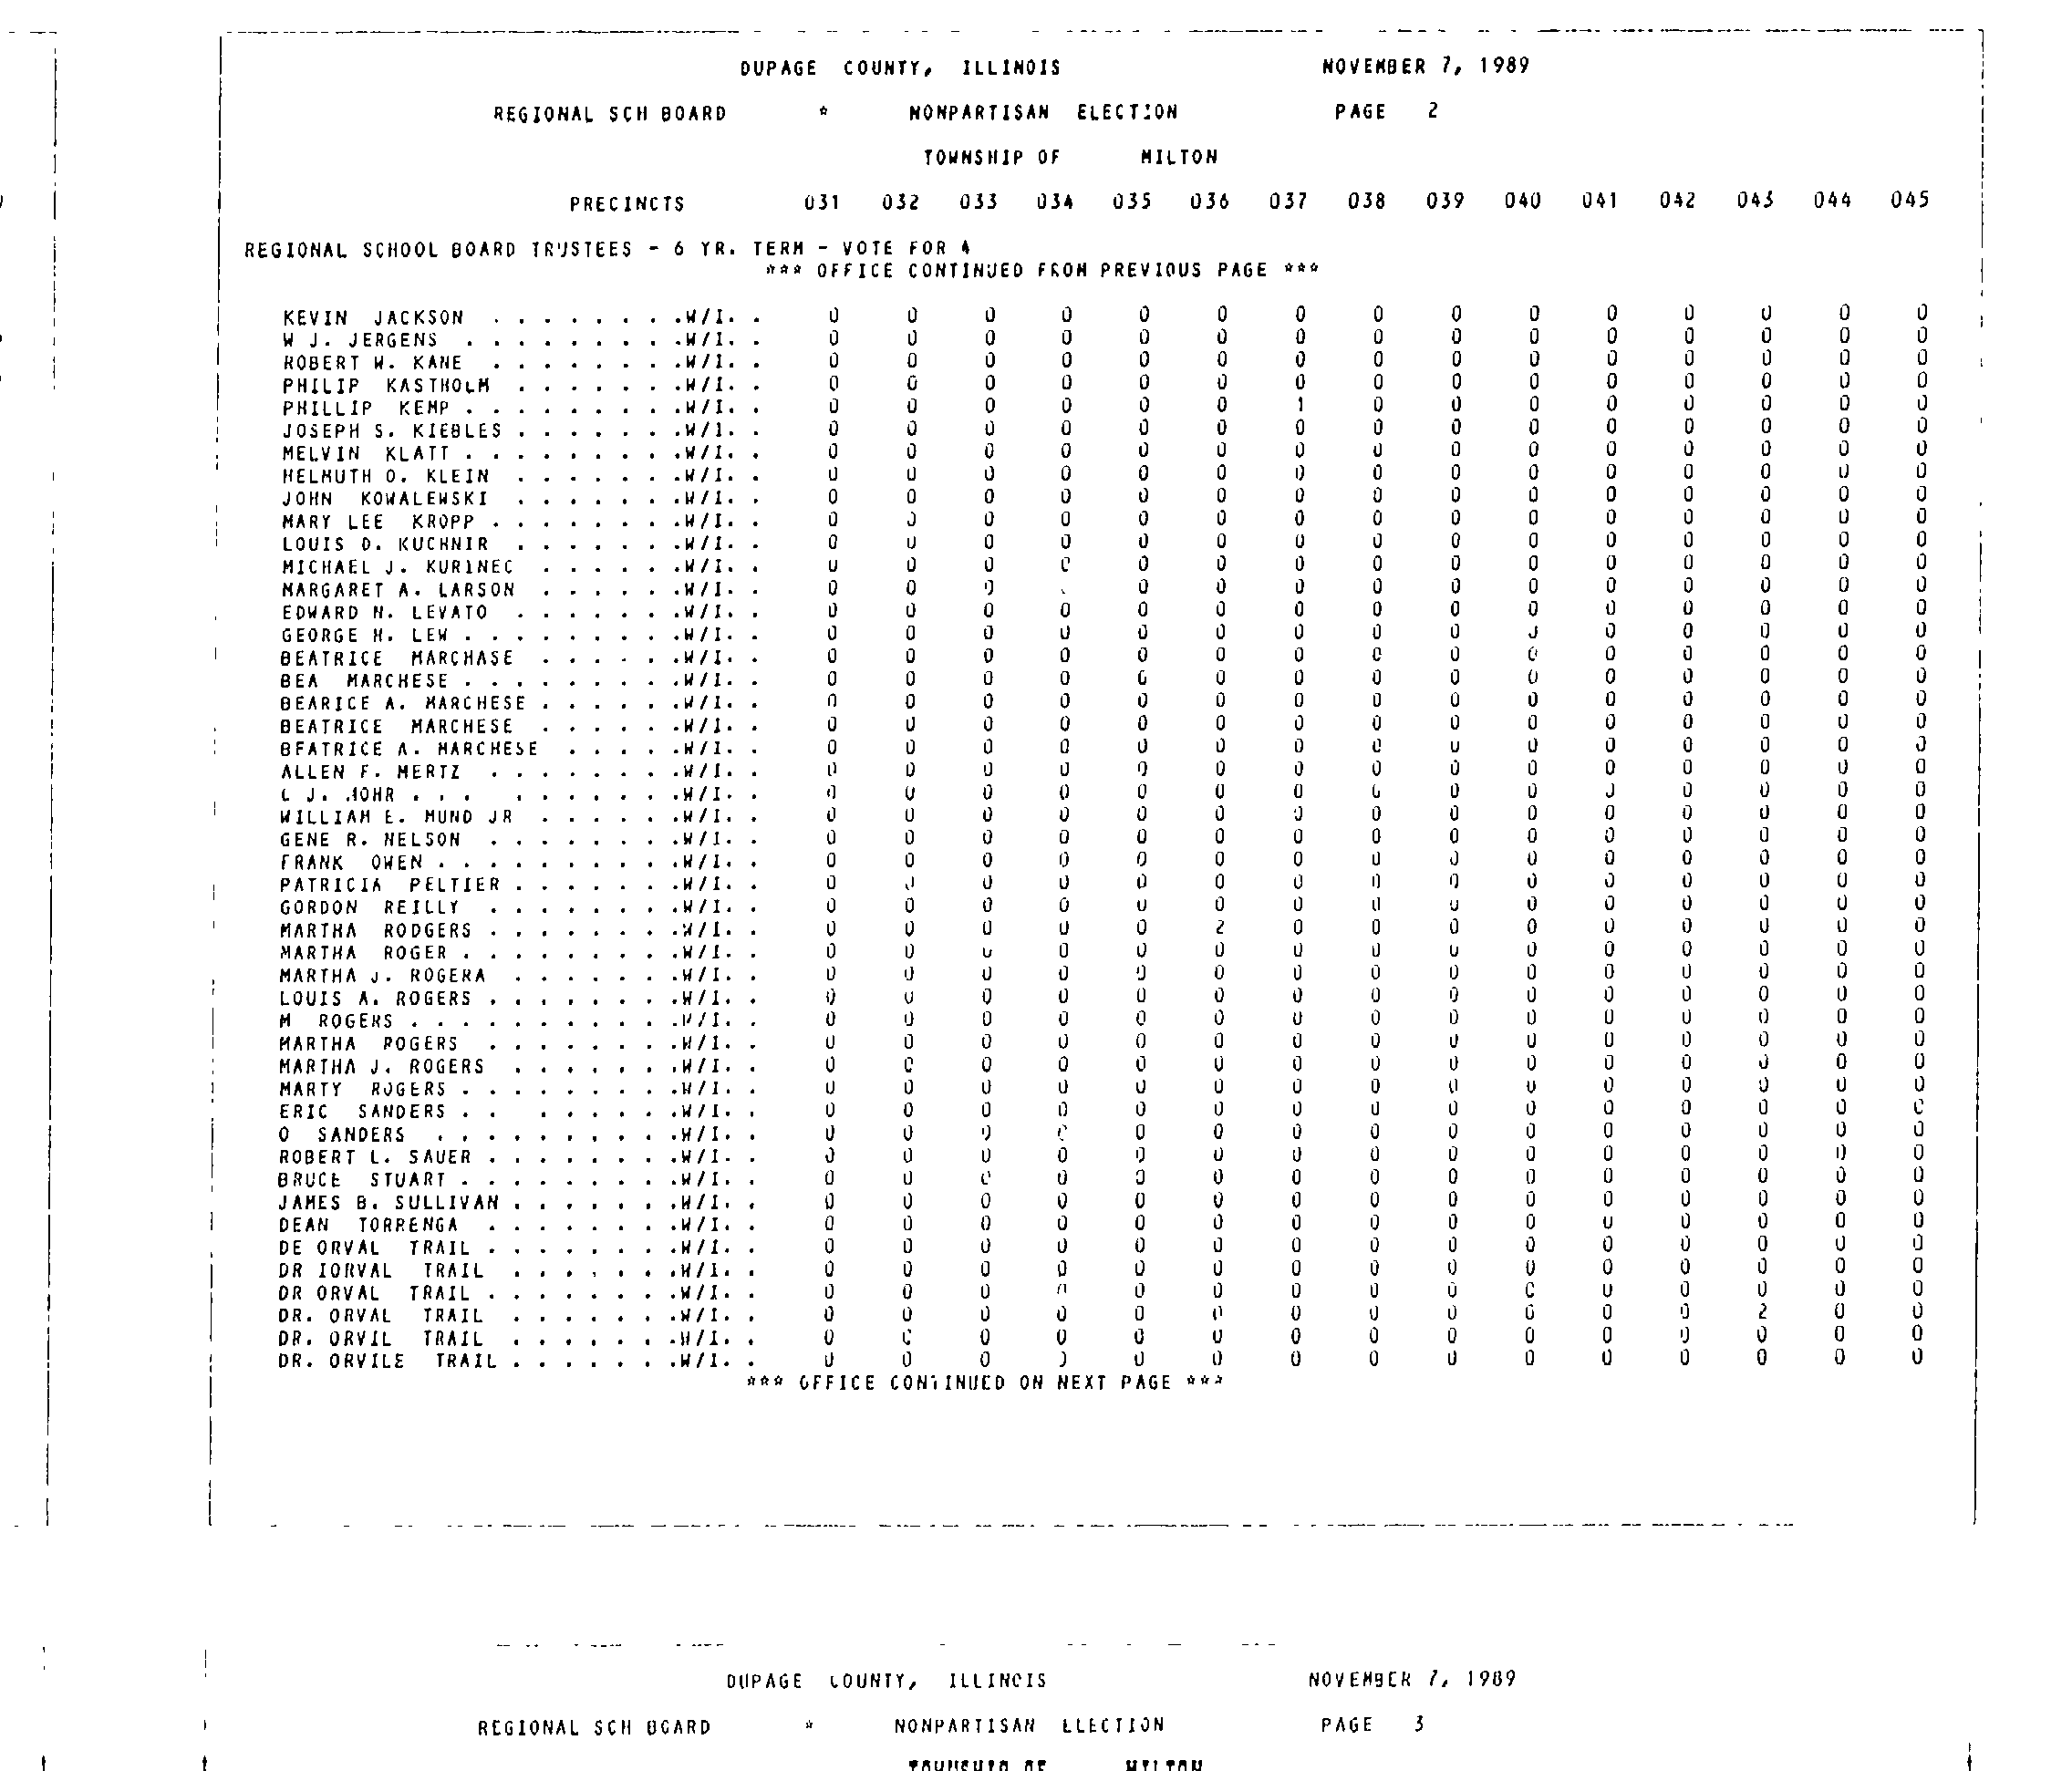 DUPAGE COUNTY, ILLINOIS NOVEMBER 7, 1989
REGIONAL SCH BOARD * NONPARTISAN ELECTION PAGE 2
TOWNSHIP OF MILTON
PRECINCTS 031 032 033 034 035 036 037 038 039 040 041 042 043 044 045
REGIONAL SCHOOL BOARD TRUSTEES - 6 YR. TERM - VOTE FOR 4
*** OFFICE CONTINUED FROM PREVIOUS PAGE ***
KEVIN JACKSON . . . . . . . .W/I. . 0 0 0 0 0 0 0 0 0 0 0 0 0 0 0
W J. JERGENS . . . . . . . . .W/I. . 0 0 0 0 0 0 0 0 0 0 0 0 0 0 0
ROBERT W. KANE . . . . . . . .W/I. . 0 0 0 0 0 0 0 0 0 0 0 0 0 0 0
PHILIP KASTHOLM . . . . . . .W/I. . 0 0 0 0 0 0 0 0 0 0 0 0 0 0 0
PHILLIP KEMP . . . . . . . . .W/I. . 0 0 0 0 0 0 1 0 0 0 0 0 0 0 0
JOSEPH S. KIEBLES . . . . . . .W/I. . 0 0 0 0 0 0 0 0 0 0 0 0 0 0 0
MELVIN KLATT . . . . . . . . .W/I. . 0 0 0 0 0 0 0 0 0 0 0 0 0 0 0
HELMUTH O. KLEIN . . . . . . .W/I. . 0 0 0 0 0 0 0 0 0 0 0 0 0 0 0
JOHN KOWALEWSKI . . . . . . .W/I. . 0 0 0 0 0 0 0 0 0 0 0 0 0 0 0
MARY LEE KROPP . . . . . . . .W/I. . 0 0 0 0 0 0 0 0 0 0 0 0 0 0 0
LOUIS D. KUCHNIR . . . . . . .W/I. . 0 0 0 0 0 0 0 0 0 0 0 0 0 0 0
MICHAEL J. KURINEC . . . . . .W/I. . 0 0 0 0 0 0 0 0 0 0 0 0 0 0 0
MARGARET A. LARSON . . . . . .W/I. . 0 0 0 0 0 0 0 0 0 0 0 0 0 0
EDWARD N. LEVATO . . . . . . .W/I. . 0 0 0 0 0 0 0 0 0 0 0 0 0 0 0
GEORGE H. LEW . . . . . . . . .W/I. . 0 0 0 0 0 0 0 0 0 0 0 0 0 0 0
BEATRICE MARCHASE . . . . . .W/I. . 0 0 0 0 0 0 0 0 0 0 0 0 0 0 0
BEA MARCHESE . . . . . . . . .W/I. . 0 0 0 0 0 0 0 0 0 0 0 0 0 0 0
BEARICE A. MARCHESE . . . . . .W/I. . 0 0 0 0 0 0 0 0 0 0 0 0 0 0 0
BEATRICE MARCHESE . . . . . .W/I. . 0 0 0 0 0 0 0 0 0 0 0 0 0 0 0
BEATRICE A. MARCHESE . . . . .W/I. . 0 0 0 0 0 0 0 0 0 0 0 0 0 0 0
ALLEN F. MERTZ . . . . . . . .W/I. . 0 0 0 0 0 0 0 0 0 0 0 0 0 0 0
L J. MOHR . . . . . . . . .W/I. . 0 0 0 0 0 0 0 0 0 0 0 0 0 0 0
WILLIAM E. MUND JR . . . . . .W/I. . 0 0 0 0 0 0 0 0 0 0 0 0 0 0 0
GENE R. NELSON . . . . . . . .W/I. . 0 0 0 0 0 0 0 0 0 0 0 0 0 0 0
FRANK OWEN . . . . . . . . . .W/I. . 0 0 0 0 0 0 0 0 0 0 0 0 0 0 0
PATRICIA PELTIER . . . . . . .W/I. . 0 0 0 0 0 0 0 0 0 0 0 0 0 0 0
GORDON REILLY . . . . . . . .W/I. . 0 0 0 0 0 0 0 0 0 0 0 0 0 0 0
MARTHA RODGERS . . . . . . . .W/I. . 0 0 0 0 0 2 0 0 0 0 0 0 0 0 0
MARTHA ROGER . . . . . . . . .W/I. . 0 0 0 0 0 0 0 0 0 0 0 0 0 0 0
MARTHA J. ROGERA . . . . . . .W/I. . 0 0 0 0 0 0 0 0 0 0 0 0 0 0 0
LOUIS A. ROGERS . . . . . . . .W/I. . 0 0 0 0 0 0 0 0 0 0 0 0 0 0 0
M ROGERS . . . . . . . . . . .W/I. . 0 0 0 0 0 0 0 0 0 0 0 0 0 0 0
MARTHA ROGERS . . . . . . . .W/I. . 0 0 0 0 0 0 0 0 0 0 0 0 0 0 0
MARTHA J. ROGERS . . . . . . .W/I. . 0 0 0 0 0 0 0 0 0 0 0 0 0 0 0
MARTY ROGERS . . . . . . . . .W/I. . 0 0 0 0 0 0 0 0 0 0 0 0 0 0 0
ERIC SANDERS . . . . . . . .W/I. . 0 0 0 0 0 0 0 0 0 0 0 0 0 0 0
O SANDERS . . . . . . . . . .W/I. . 0 0 0 0 0 0 0 0 0 0 0 0 0 0 0
ROBERT L. SAUER . . . . . . . .W/I. . 0 0 0 0 0 0 0 0 0 0 0 0 0 0 0
BRUCE STUART . . . . . . . . .W/I. . 0 0 0 0 0 0 0 0 0 0 0 0 0 0 0
JAMES B. SULLIVAN . . . . . . .W/I. . 0 0 0 0 0 0 0 0 0 0 0 0 0 0 0
DEAN TORRENGA . . . . . . . .W/I. . 0 0 0 0 0 0 0 0 0 0 0 0 0 0 0
DE ORVAL TRAIL . . . . . . . .W/I. . 0 0 0 0 0 0 0 0 0 0 0 0 0 0 0
DR IORVAL TRAIL . . . . . . .W/I. . 0 0 0 0 0 0 0 0 0 0 0 0 0 0 0
DR ORVAL TRAIL . . . . . . . .W/I. . 0 0 0 0 0 0 0 0 0 0 0 0 0 0 0
DR. ORVAL TRAIL . . . . . . .W/I. . 0 0 0 0 0 0 0 0 0 0 0 0 2 0 0
DR. ORVIL TRAIL . . . . . . .W/I. . 0 0 0 0 0 0 0 0 0 0 0 0 0 0 0
DR. ORVILE TRAIL . . . . . . .W/I. . 0 0 0 0 0 0 0 0 0 0 0 0 0 0 0
*** OFFICE CONTINUED ON NEXT PAGE ***
DUPAGE COUNTY, ILLINOIS NOVEMBER 7, 1989
REGIONAL SCH BOARD * NONPARTISAN ELECTION PAGE 3
TOWNSHIP OF MILTON